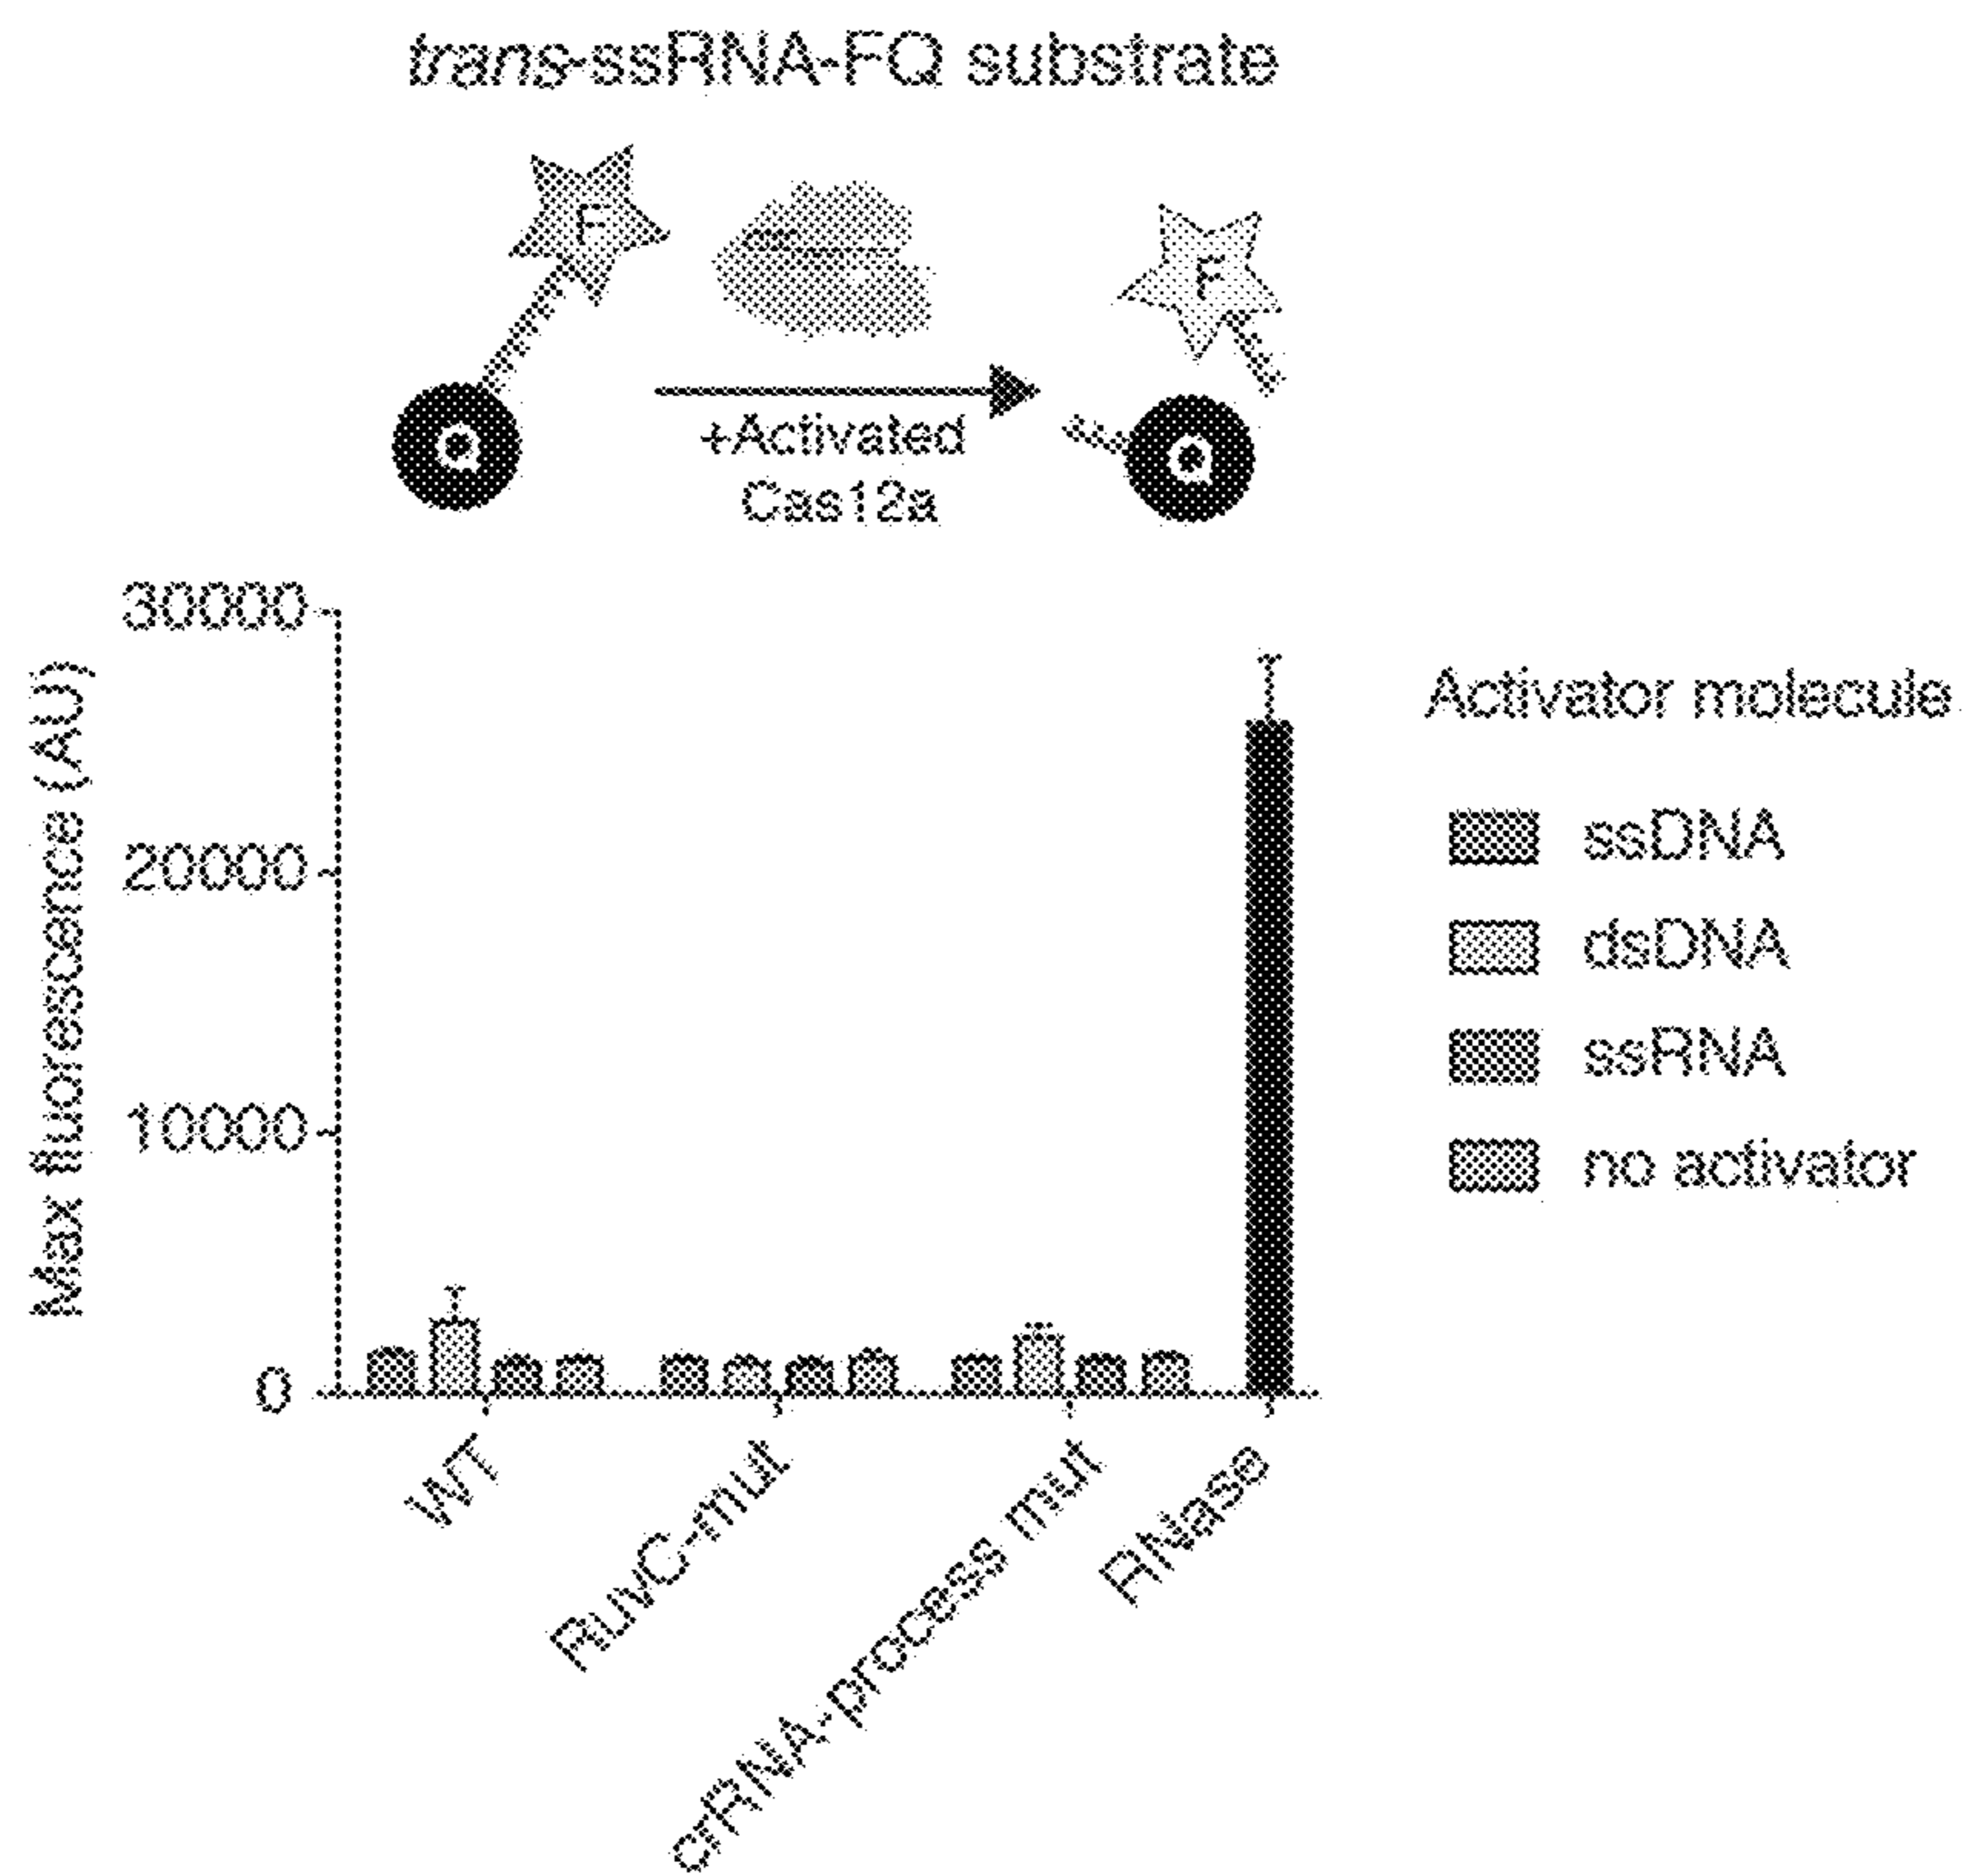 trans-ssRNA-FQ substrate
F
F
Q
Q
+Activated
Cas12a
Max fluorescence (AU)
30000
20000
10000
0
Activator molecule
ssDNA
dsDNA
ssRNA
no activator
WT
RuvC-mut
crRNA-process mut
RNase